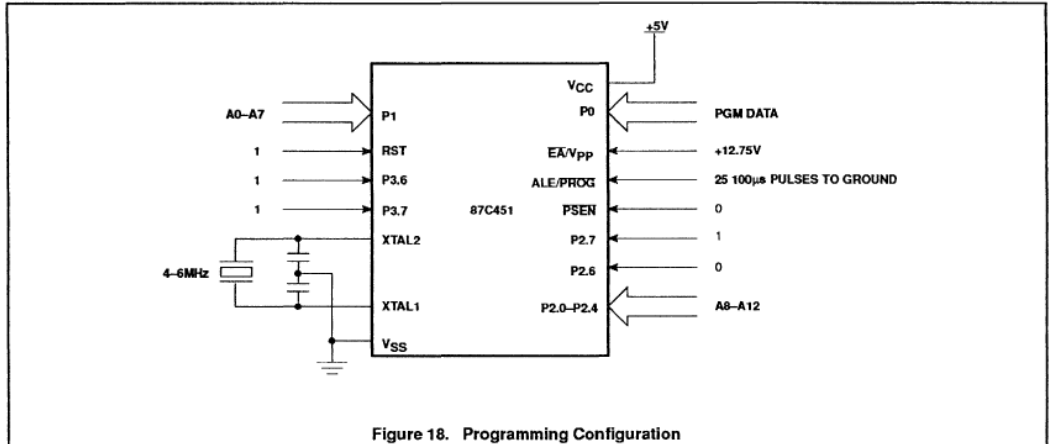 +5V
VCC
A0–A7
P1
P0
PGM DATA
1
RST
EA/VPP
+12.75V
1
P3.6
ALE/PROG
25 100μs PULSES TO GROUND
1
P3.7
87C451
PSEN
0
XTAL2
P2.7
1
4–6MHz
P2.6
0
XTAL1
P2.0–P2.4
A8–A12
VSS
Figure 18. Programming Configuration